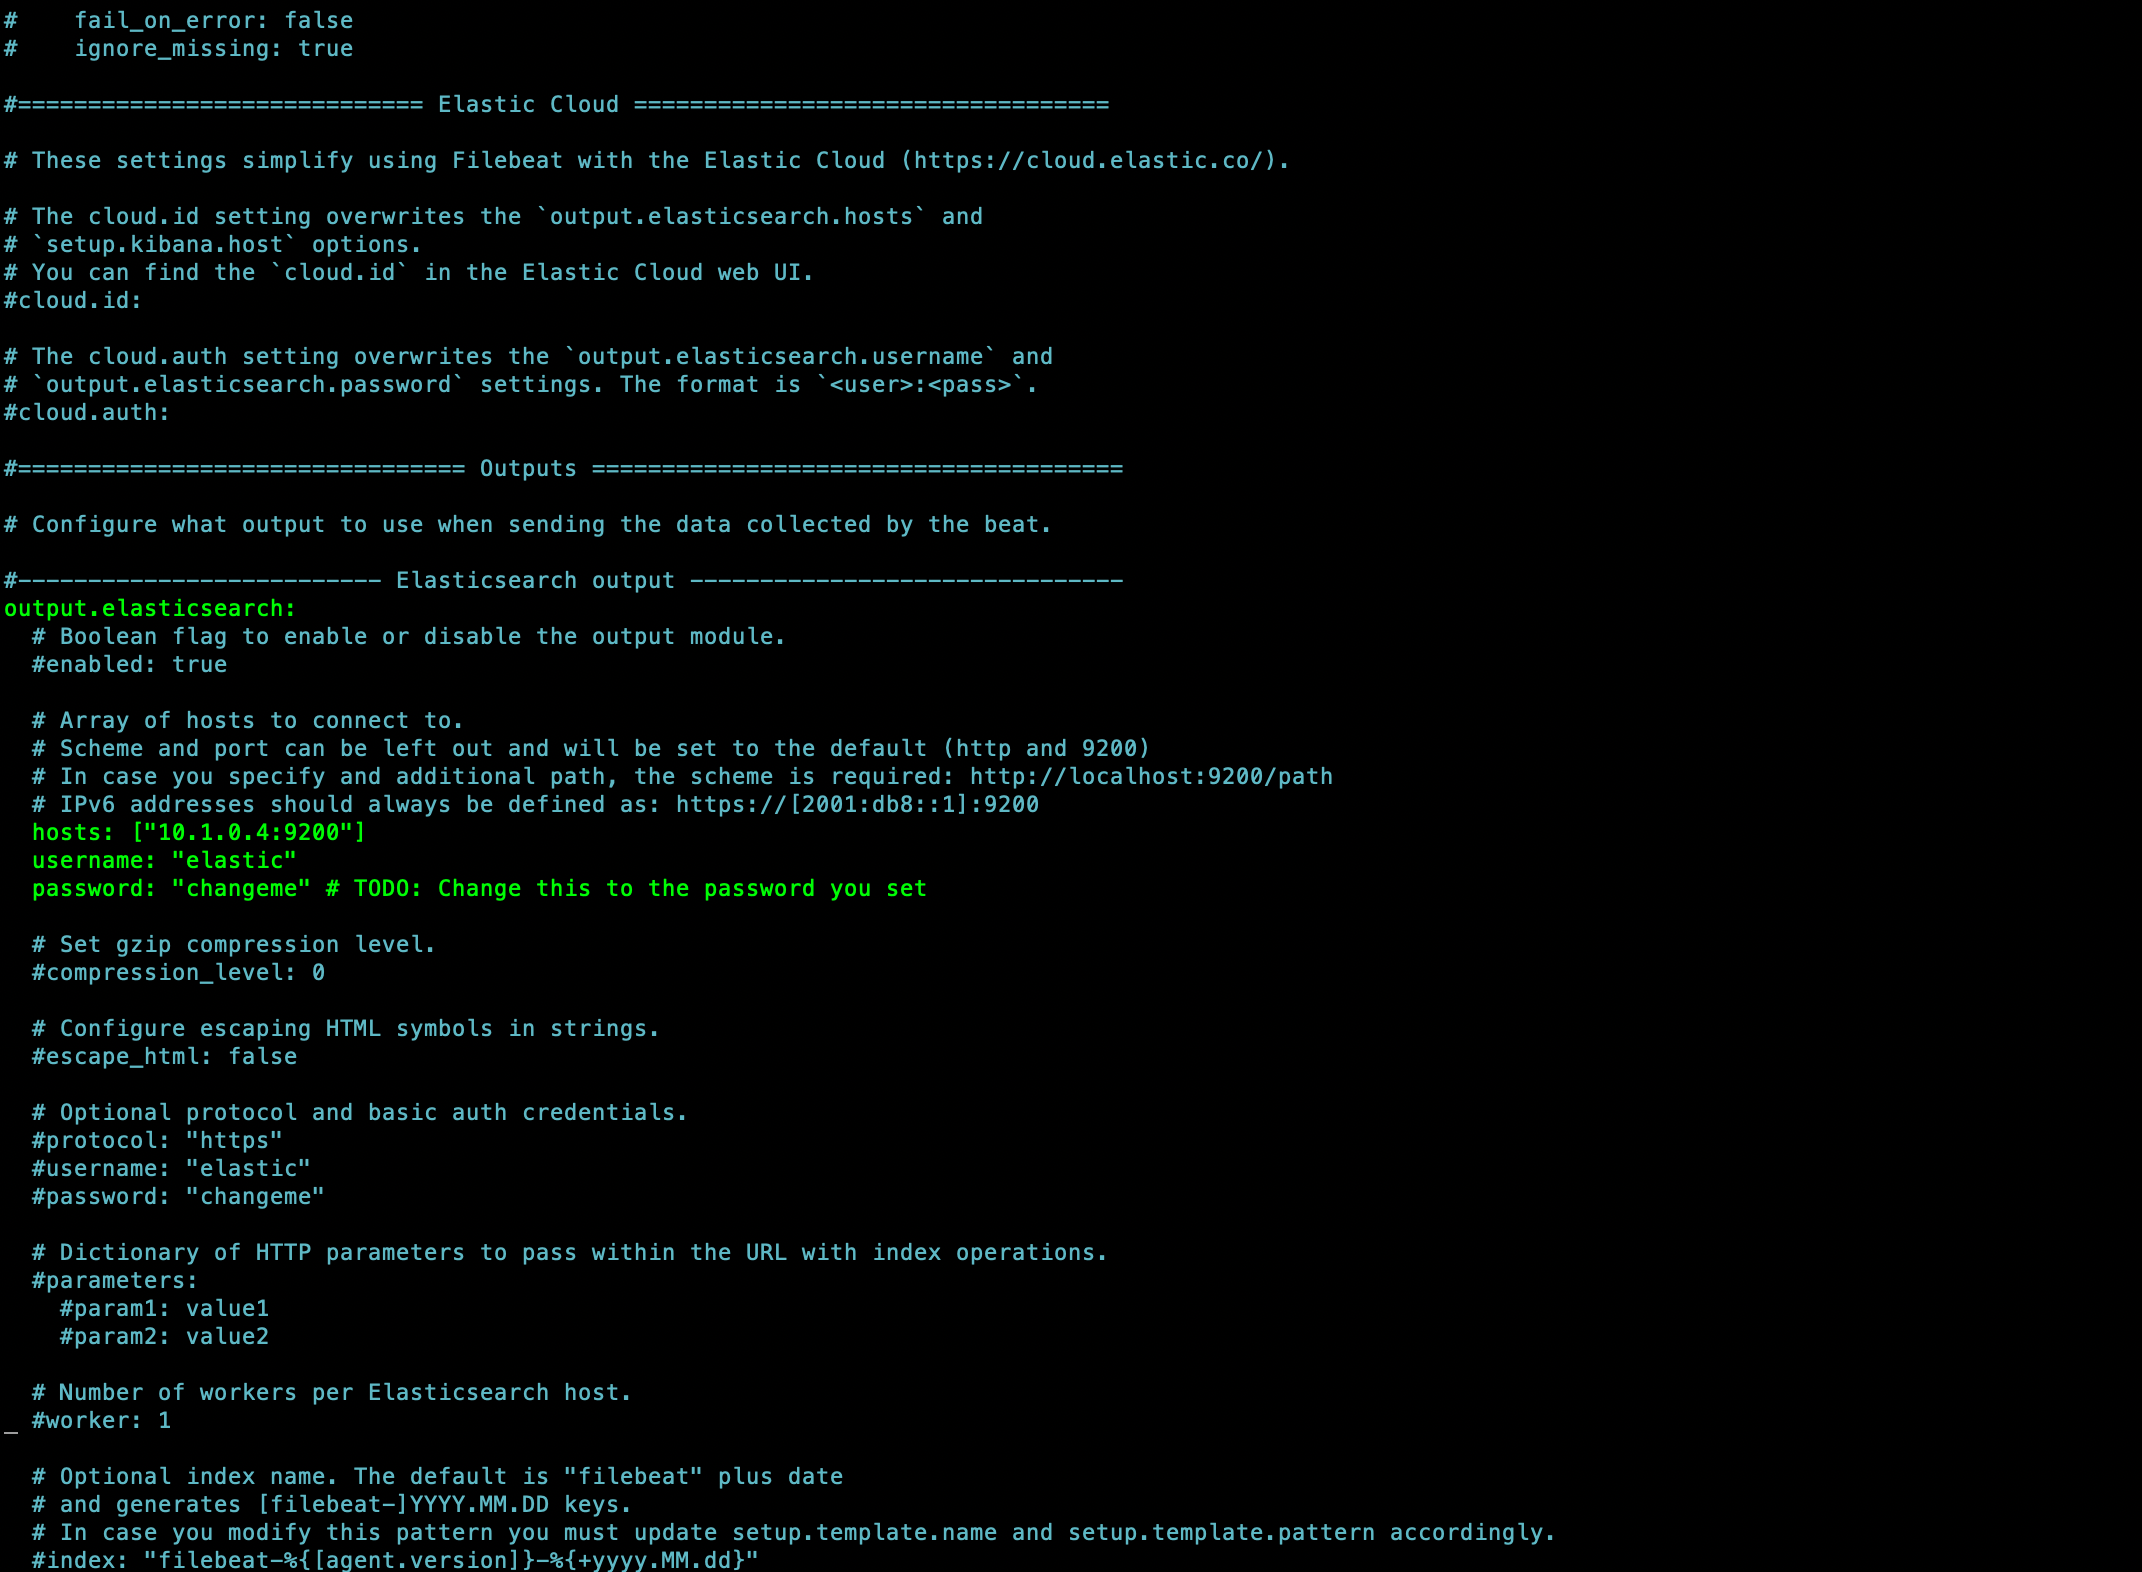 #    fail_on_error: false
#    ignore_missing: true
#============================= Elastic Cloud ==================================
# These settings simplify using Filebeat with the Elastic Cloud (https://cloud.elastic.co/).
# The cloud.id setting overwrites the `output.elasticsearch.hosts` and
# `setup.kibana.host` options.
# You can find the `cloud.id` in the Elastic Cloud web UI.
#cloud.id:
# The cloud.auth setting overwrites the `output.elasticsearch.username` and
# `output.elasticsearch.password` settings. The format is `<user>:<pass>`.
#cloud.auth:
#================================ Outputs ======================================
# Configure what output to use when sending the data collected by the beat.
#-------------------------- Elasticsearch output -------------------------------
output.elasticsearch:
  # Boolean flag to enable or disable the output module.
  #enabled: true
  # Array of hosts to connect to.
  # Scheme and port can be left out and will be set to the default (http and 9200)
  # In case you specify and additional path, the scheme is required: http://localhost:9200/path
  # IPv6 addresses should always be defined as: https://[2001:db8::1]:9200
  hosts: ["10.1.0.4:9200"]
  username: "elastic"
  password: "changeme" # TODO: Change this to the password you set
  # Set gzip compression level.
  #compression_level: 0
  # Configure escaping HTML symbols in strings.
  #escape_html: false
  # Optional protocol and basic auth credentials.
  #protocol: "https"
  #username: "elastic"
  #password: "changeme"
  # Dictionary of HTTP parameters to pass within the URL with index operations.
  #parameters:
    #param1: value1
    #param2: value2
  # Number of workers per Elasticsearch host.
  #worker: 1
  # Optional index name. The default is "filebeat" plus date
  # and generates [filebeat-]YYYY.MM.DD keys.
  # In case you modify this pattern you must update setup.template.name and setup.template.pattern accordingly.
  #index: "filebeat-%{[agent.version]}-%{+yyyy.MM.dd}"